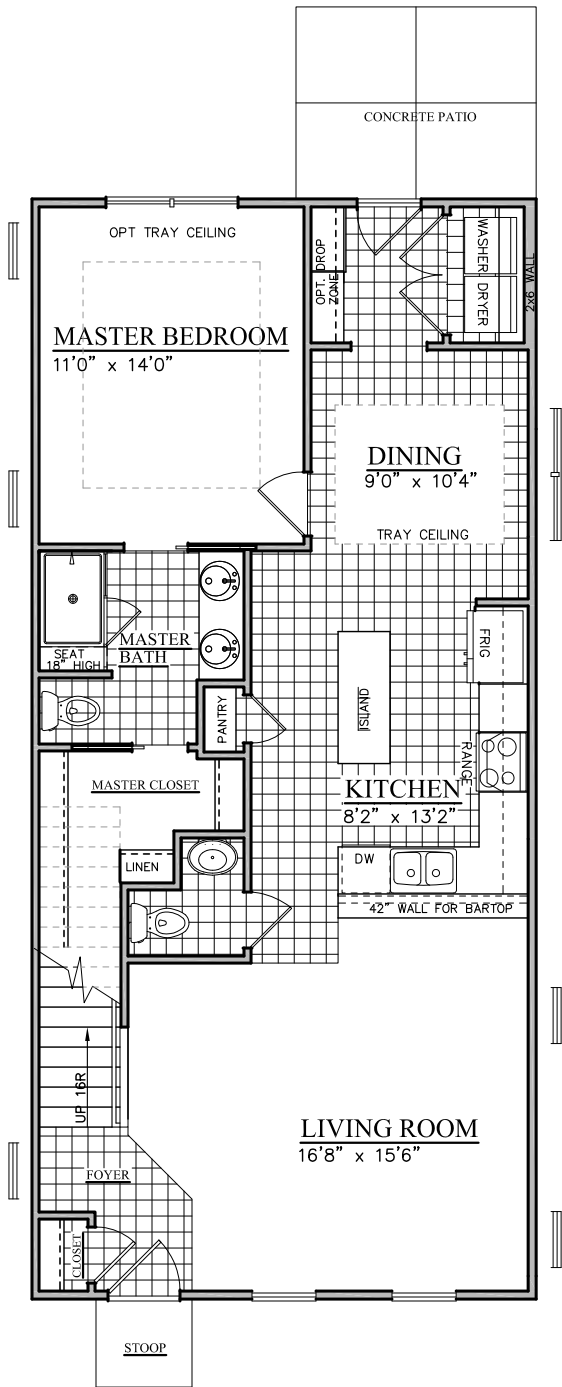 CONCRETE PATIO
OPT TRAY CEILING
OPT. DROP
ZONE
WASHER
DRYER
2x6 WALL
MASTER BEDROOM
11'0" x 14'0"
DINING
9'0" x 10'4"
TRAY CEILING
SEAT
18" HIGH
MASTER
BATH
FRIG
PANTRY
ISLAND
RANGE
MASTER CLOSET
KITCHEN
8'2" x 13'2"
LINEN
DW
42" WALL FOR BARTOP
UP 16R
LIVING ROOM
16'8" x 15'6"
FOYER
CLOSET
STOOP